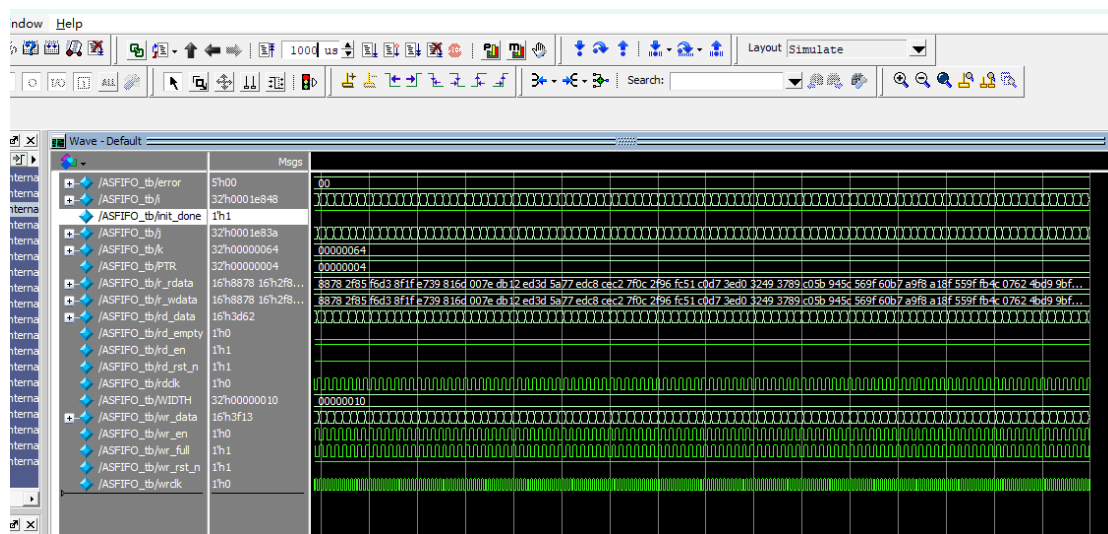 ndow Help
1000 us
Layout Simulate
I/O ALL Search:
Wave - Default
Msgs
/ASFIFO_tb/error 5'h00 00
/ASFIFO_tb/i 32'h0001e848
/ASFIFO_tb/init_done 1'h1
/ASFIFO_tb/j 32'h0001e83a
/ASFIFO_tb/k 32'h00000064 00000064
/ASFIFO_tb/PTR 32'h00000004 00000004
/ASFIFO_tb/r_rdata 16'h8878 16'h2f8... 8878 2f85 f6d3 8f1f e739 816d 007e db12 ed3d 5a77 edc8 cec2 7f0c 2f96 fc51 c0d7 3ed0 3249 3789 c05b 945c 569f 60b7 a9f8 a18f 559f fb4c 0762 4bd9 9bf...
/ASFIFO_tb/r_wdata 16'h8878 16'h2f8... 8878 2f85 f6d3 8f1f e739 816d 007e db12 ed3d 5a77 edc8 cec2 7f0c 2f96 fc51 c0d7 3ed0 3249 3789 c05b 945c 569f 60b7 a9f8 a18f 559f fb4c 0762 4bd9 9bf...
/ASFIFO_tb/rd_data 16'h3d62
/ASFIFO_tb/rd_empty 1'h0
/ASFIFO_tb/rd_en 1'h1
/ASFIFO_tb/rd_rst_n 1'h1
/ASFIFO_tb/rdclk 1'h0
/ASFIFO_tb/WIDTH 32'h00000010 00000010
/ASFIFO_tb/wr_data 16'h3f13
/ASFIFO_tb/wr_en 1'h0
/ASFIFO_tb/wr_full 1'h1
/ASFIFO_tb/wr_rst_n 1'h1
/ASFIFO_tb/wrclk 1'h0